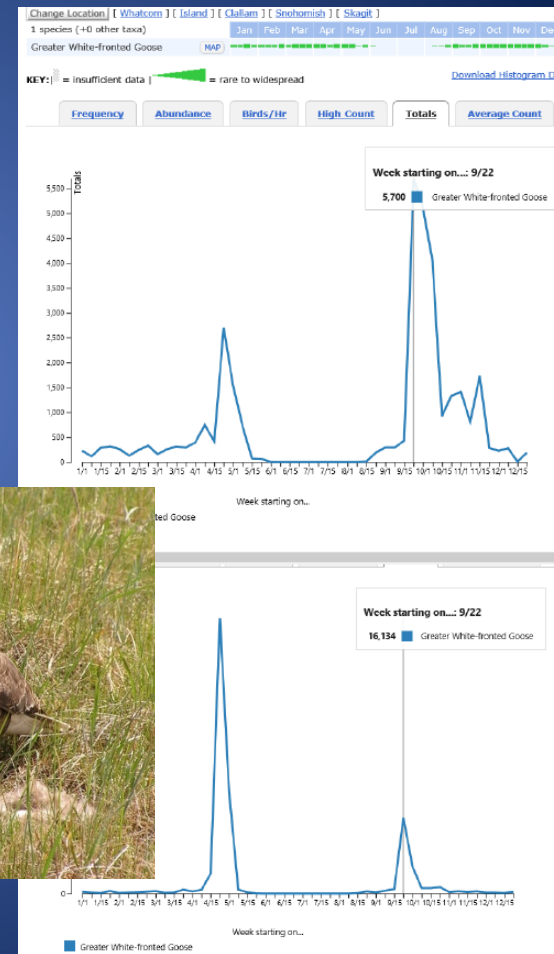 Change Location [ Whatcom ] [ Island ] [ Clallam ] [ Snohomish ] [ Skagit ]
1 species (+0 other taxa) Jan Feb Mar Apr May Jun Jul Aug Sep Oct Nov De
Greater White-fronted Goose MAP
KEY: = insufficient data | = rare to widespread Download Histogram D
Frequency Abundance Birds/Hr High Count Totals Average Count
Week starting on...: 9/22
5,700 Greater White-fronted Goose
Totals
5,500
5,000
4,500
4,000
3,500
3,000
2,500
2,000
1,500
1,000
500
0
1/1 1/15 2/1 2/15 3/1 3/15 4/1 4/15 5/1 5/15 6/1 6/15 7/1 7/15 8/1 8/15 9/1 9/15 10/1 10/15 11/1 11/15 12/1 12/15
Week starting on...
ted Goose
Week starting on...: 9/22
16,134 Greater White-fronted Goose
0
1/1 1/15 2/1 2/15 3/1 3/15 4/1 4/15 5/1 5/15 6/1 6/15 7/1 7/15 8/1 8/15 9/1 9/15 10/1 10/15 11/1 11/15 12/1 12/15
Week starting on...
Greater White-fronted Goose